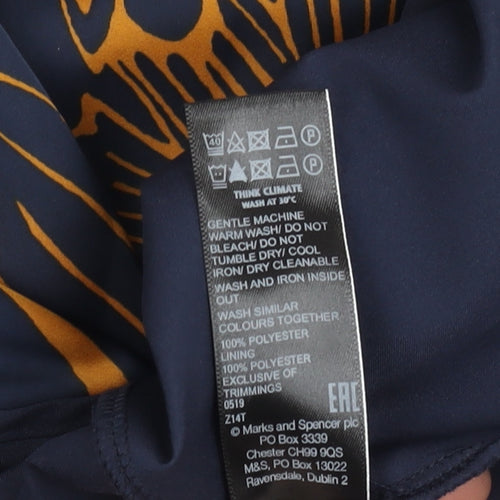 40 P
P
THINK CLIMATE
WASH AT 30°C
GENTLE MACHINE
WARM WASH/ DO NOT
BLEACH/ DO NOT
TUMBLE DRY/ COOL
IRON/ DRY CLEANABLE
WASH AND IRON INSIDE
OUT
WASH SIMILAR
COLOURS TOGETHER
100% POLYESTER
LINING
100% POLYESTER
EXCLUSIVE OF
TRIMMINGS
0519
Z14T
EAC
© Marks and Spencer plc
PO Box 3339
Chester CH99 9QS
M&S, PO Box 13022
Ravensdale, Dublin 2